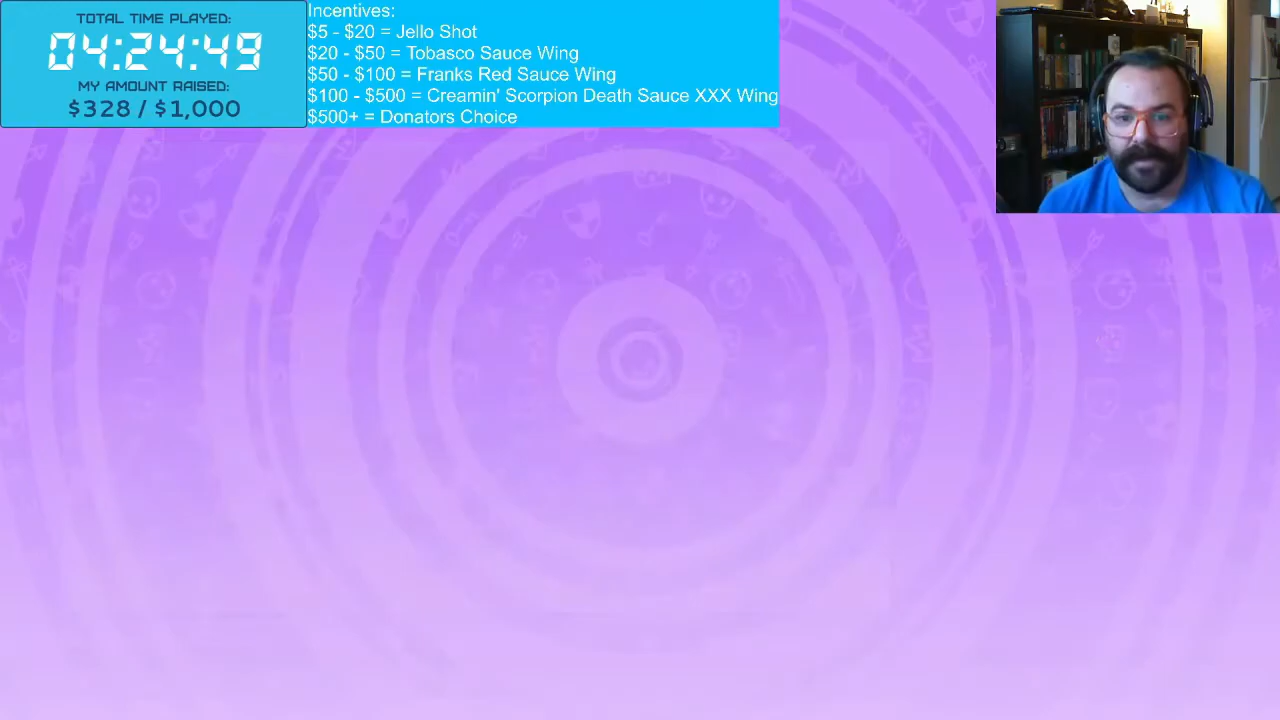 TOTAL TIME PLAYED:
04:24:49
MY AMOUNT RAISED:
$328 / $1,000
Incentives:
$5 - $20 = Jello Shot
$20 - $50 = Tobasco Sauce Wing
$50 - $100 = Franks Red Sauce Wing
$100 - $500 = Creamin' Scorpion Death Sauce XXX Wing
$500+ = Donators Choice